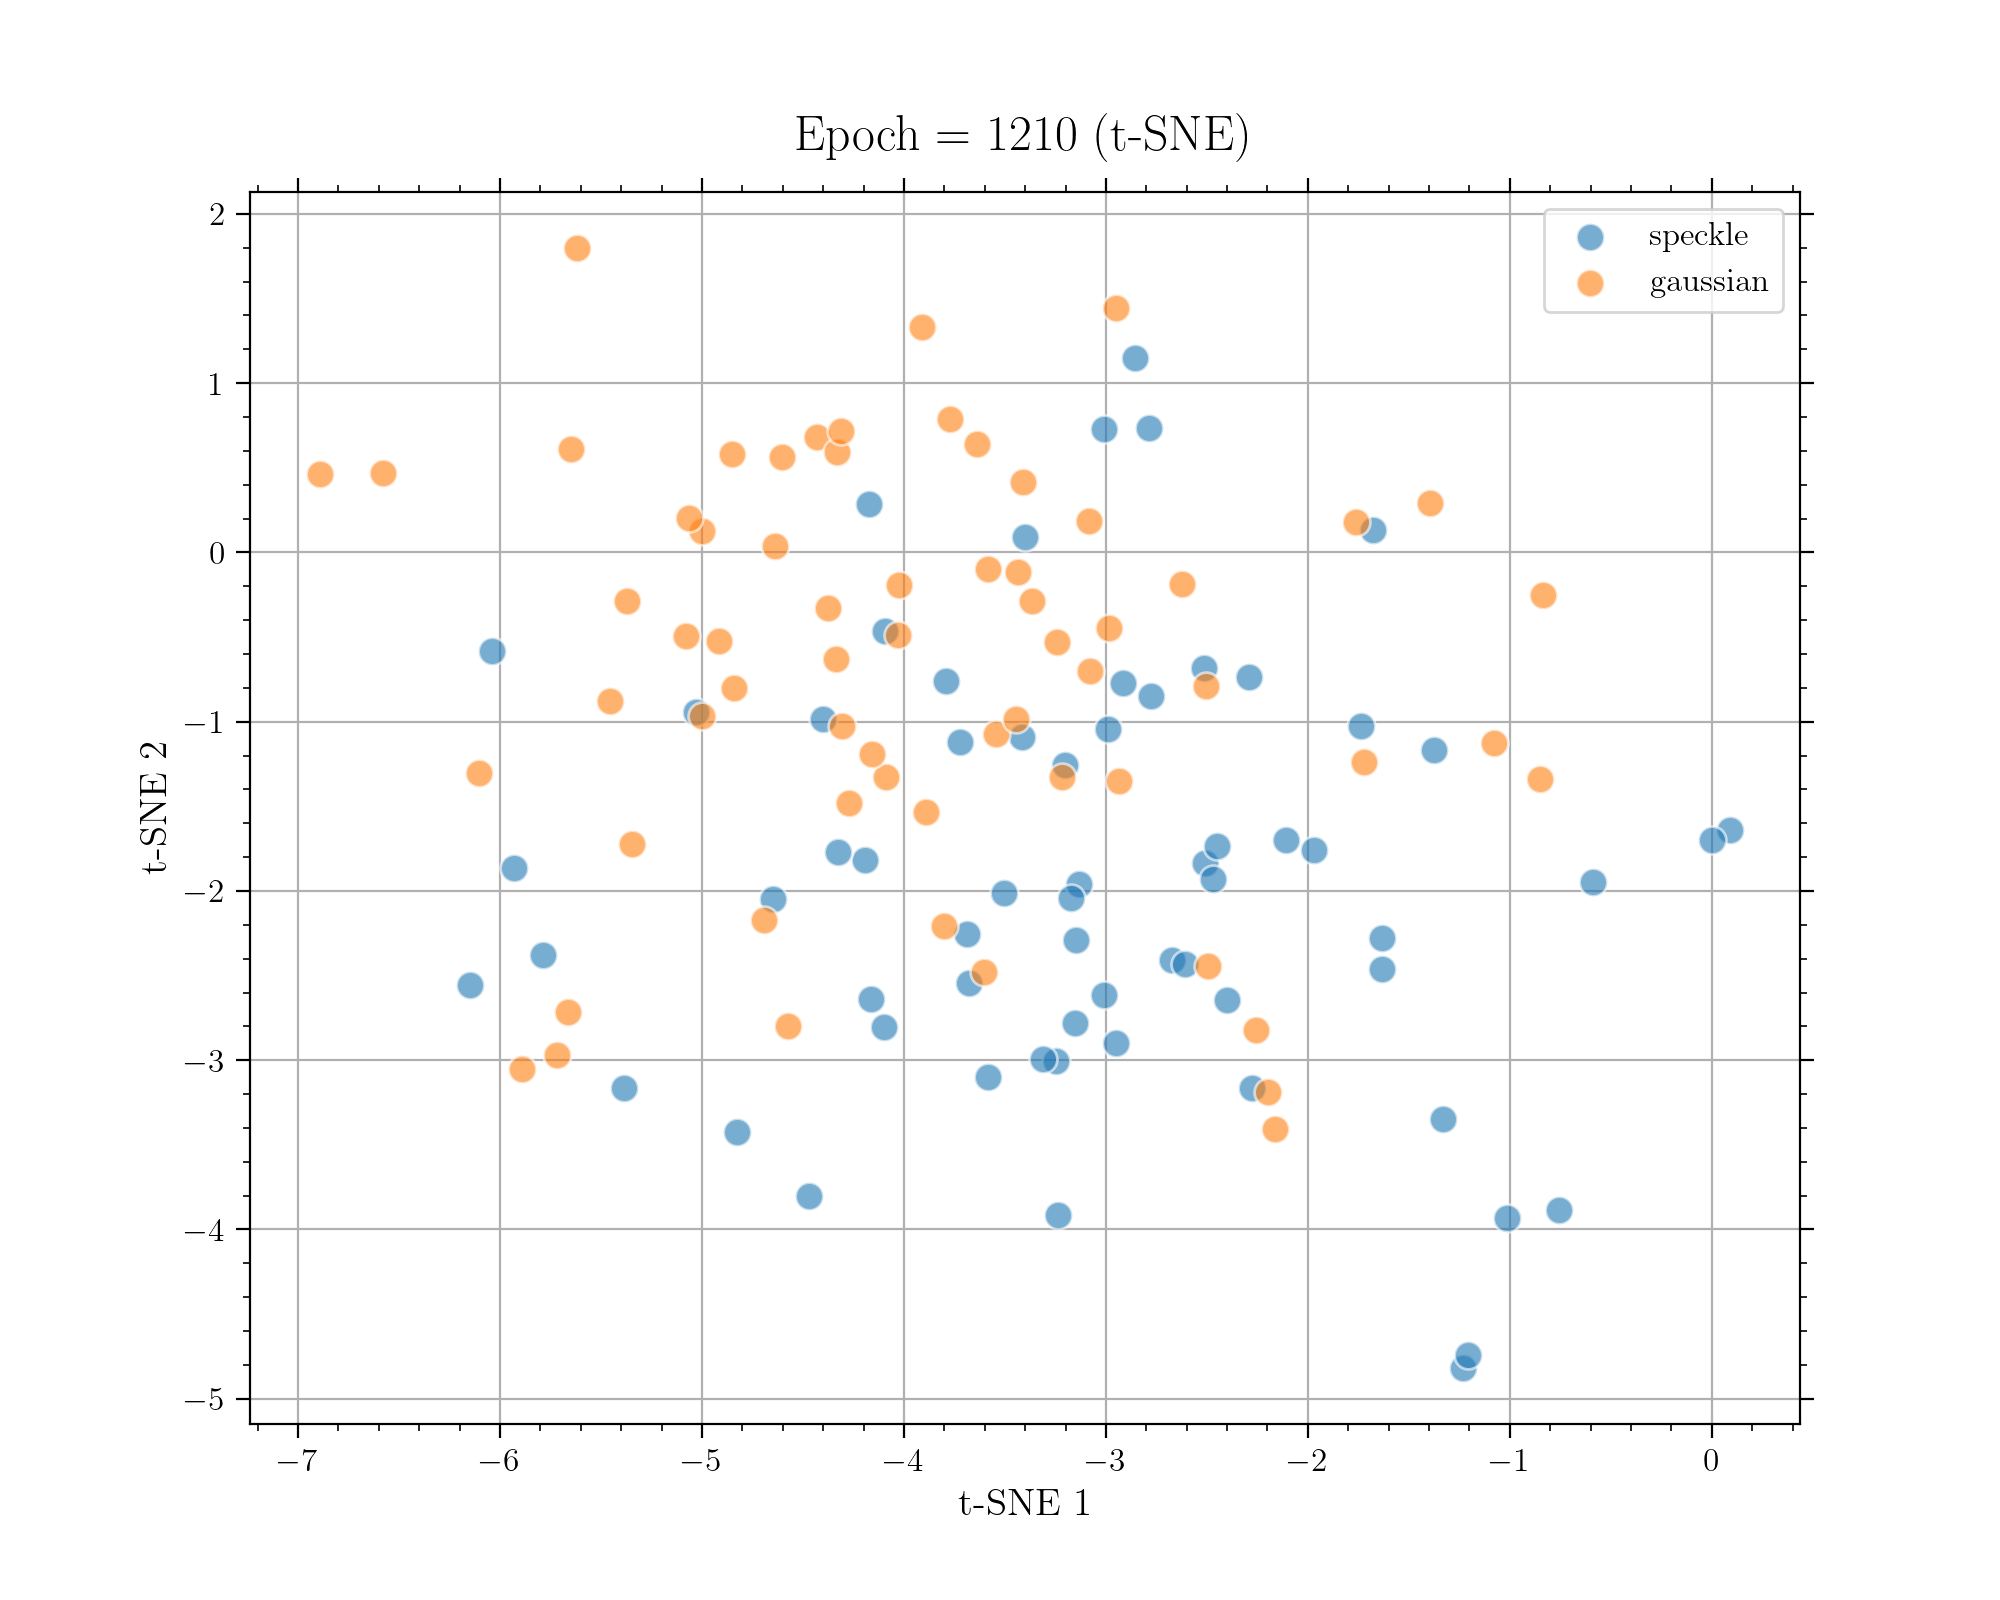 Epoch = 1210 (t-SNE)
speckle
gaussian
2
1
0
−1
−2
−3
−4
−5
t-SNE 2
−7 −6 −5 −4 −3 −2 −1 0
t-SNE 1